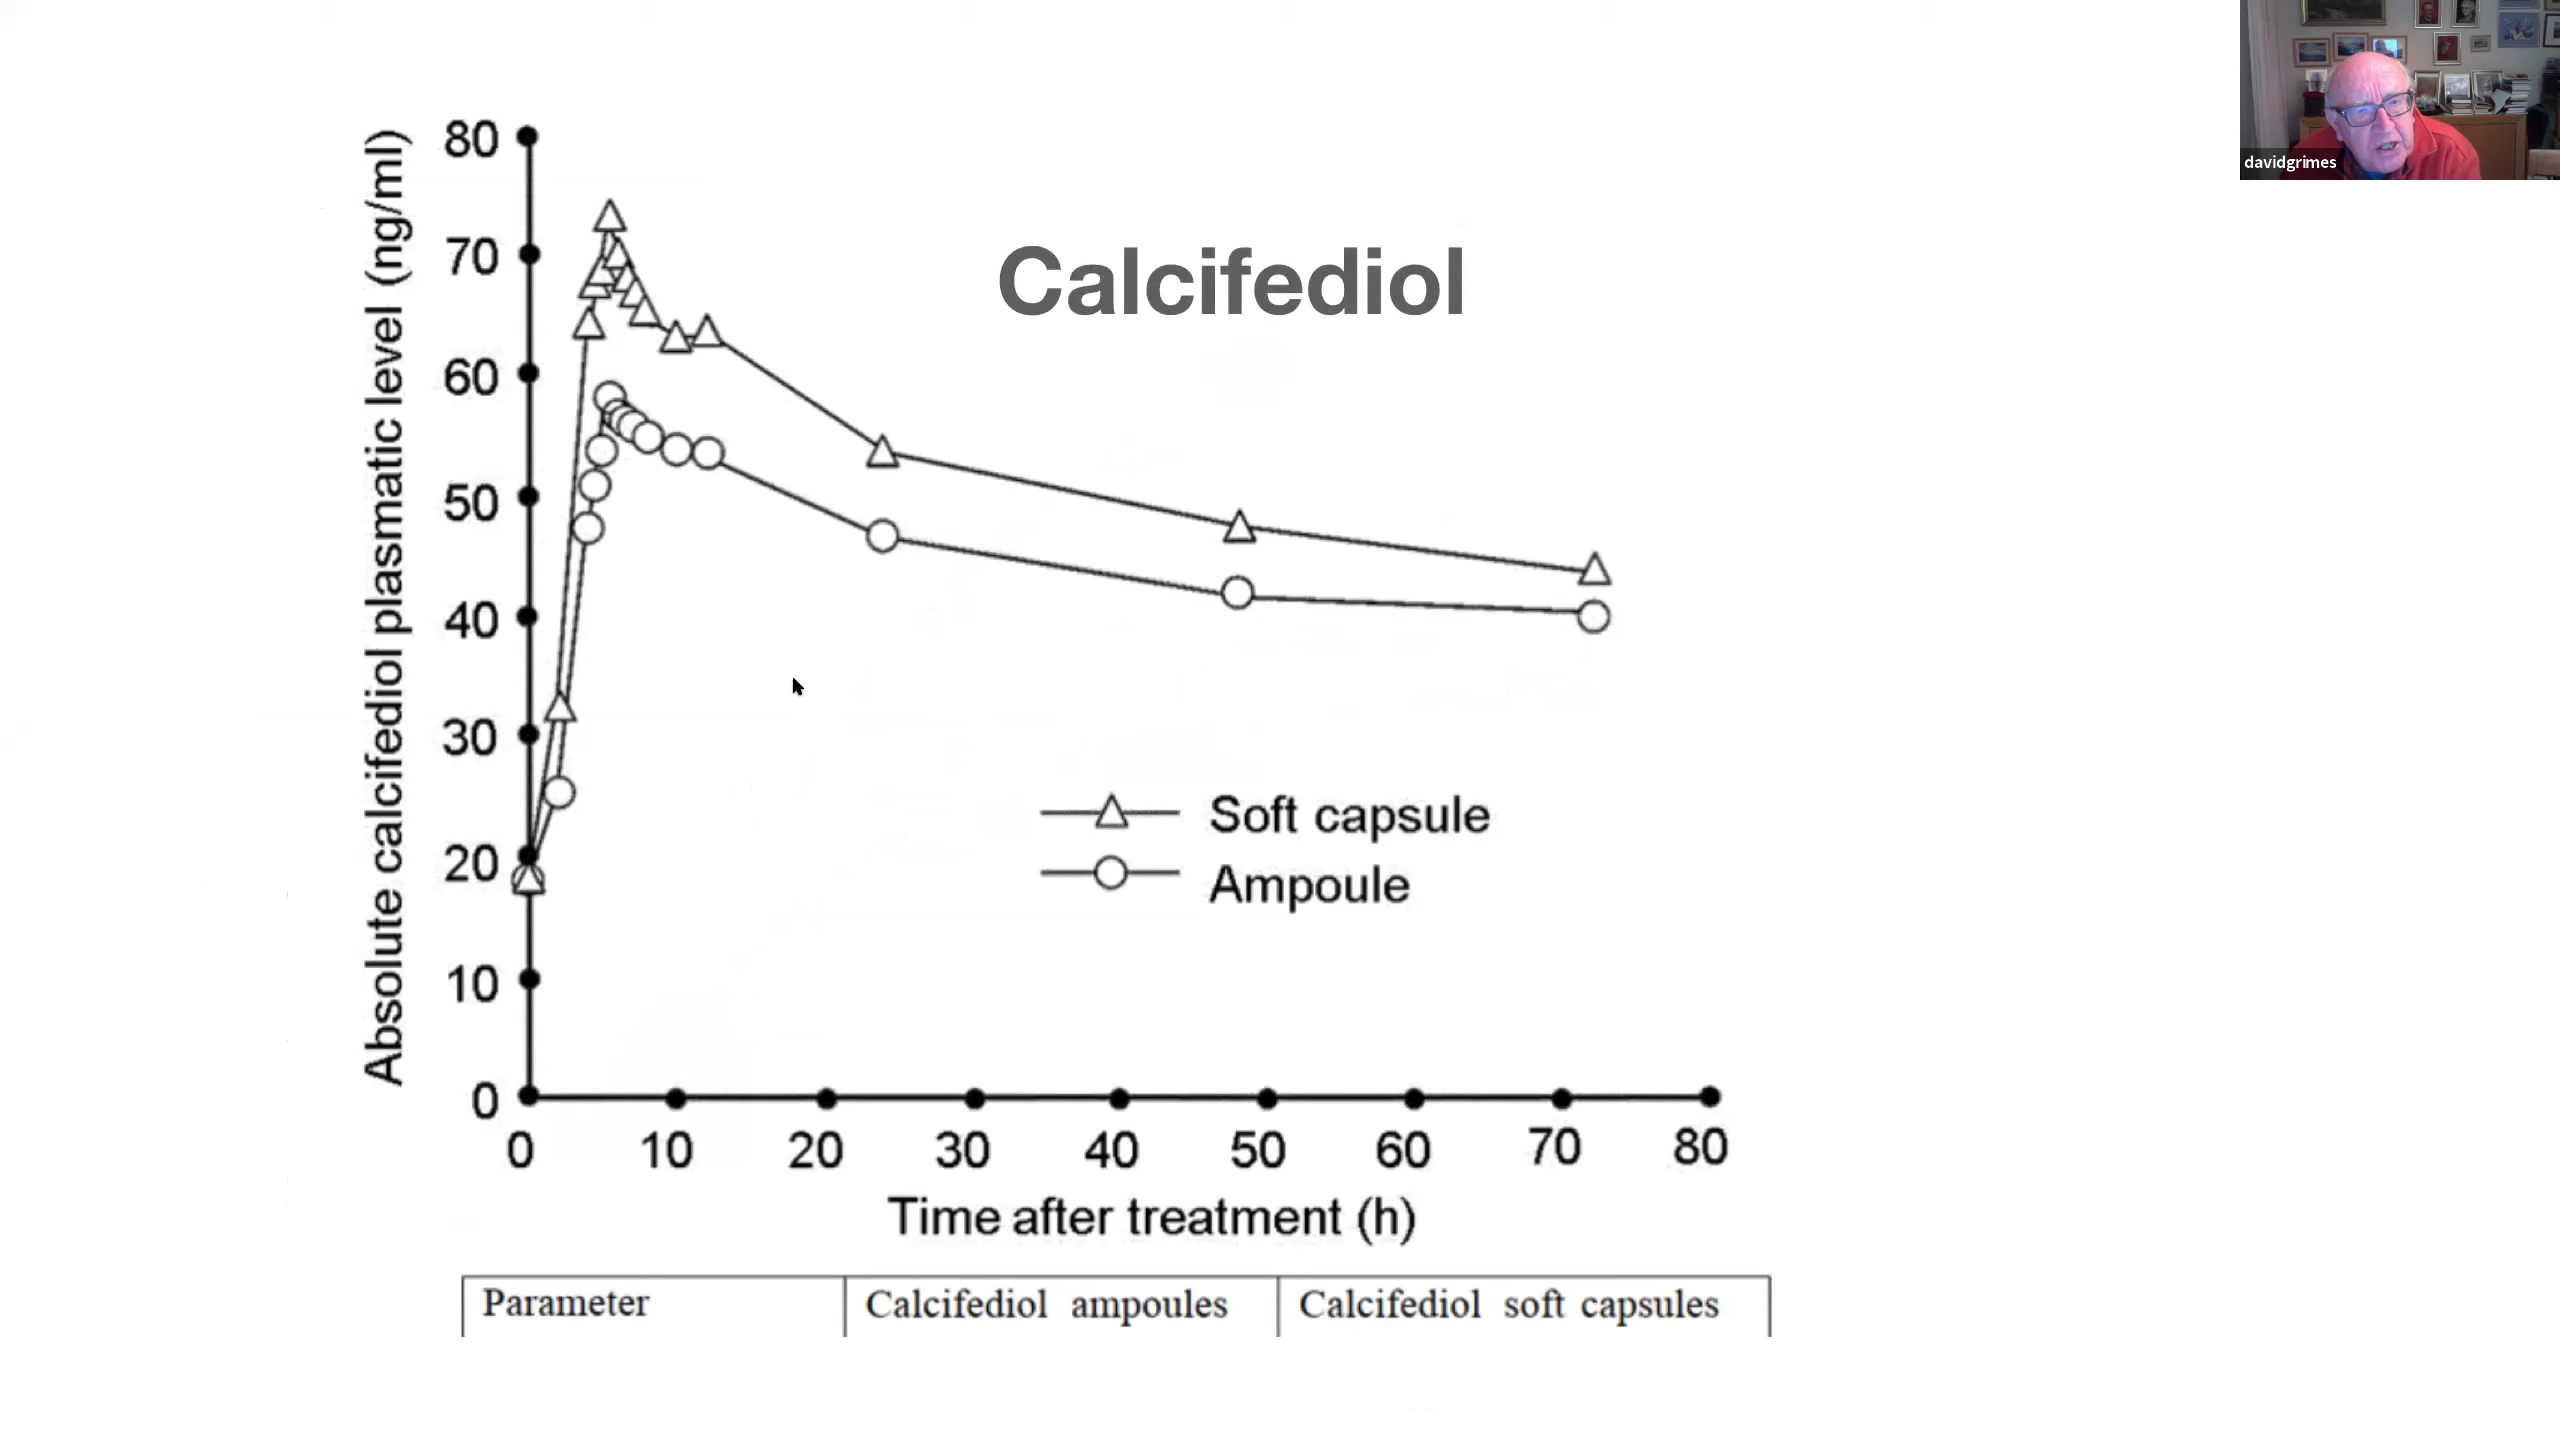 davidgrimes
Calcifediol
Absolute calcifediol plasmatic level (ng/ml)
80
70
60
50
40
30
20
10
0
Soft capsule
Ampoule
0 10 20 30 40 50 60 70 80
Time after treatment (h)
Parameter Calcifediol ampoules Calcifediol soft capsules